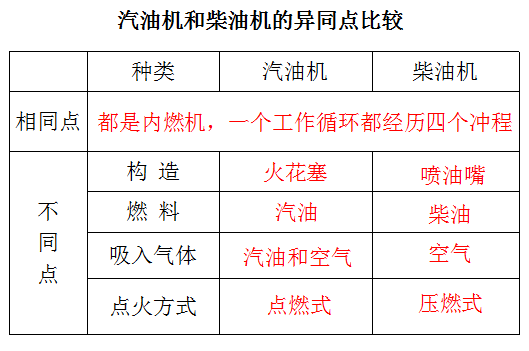 汽油机和柴油机的异同点比较
种类 汽油机 柴油机
相同点 都是内燃机，一个工作循环都经历四个冲程
不同点
构 造 火花塞 喷油嘴
燃 料 汽油 柴油
吸入气体 汽油和空气 空气
点火方式 点燃式 压燃式